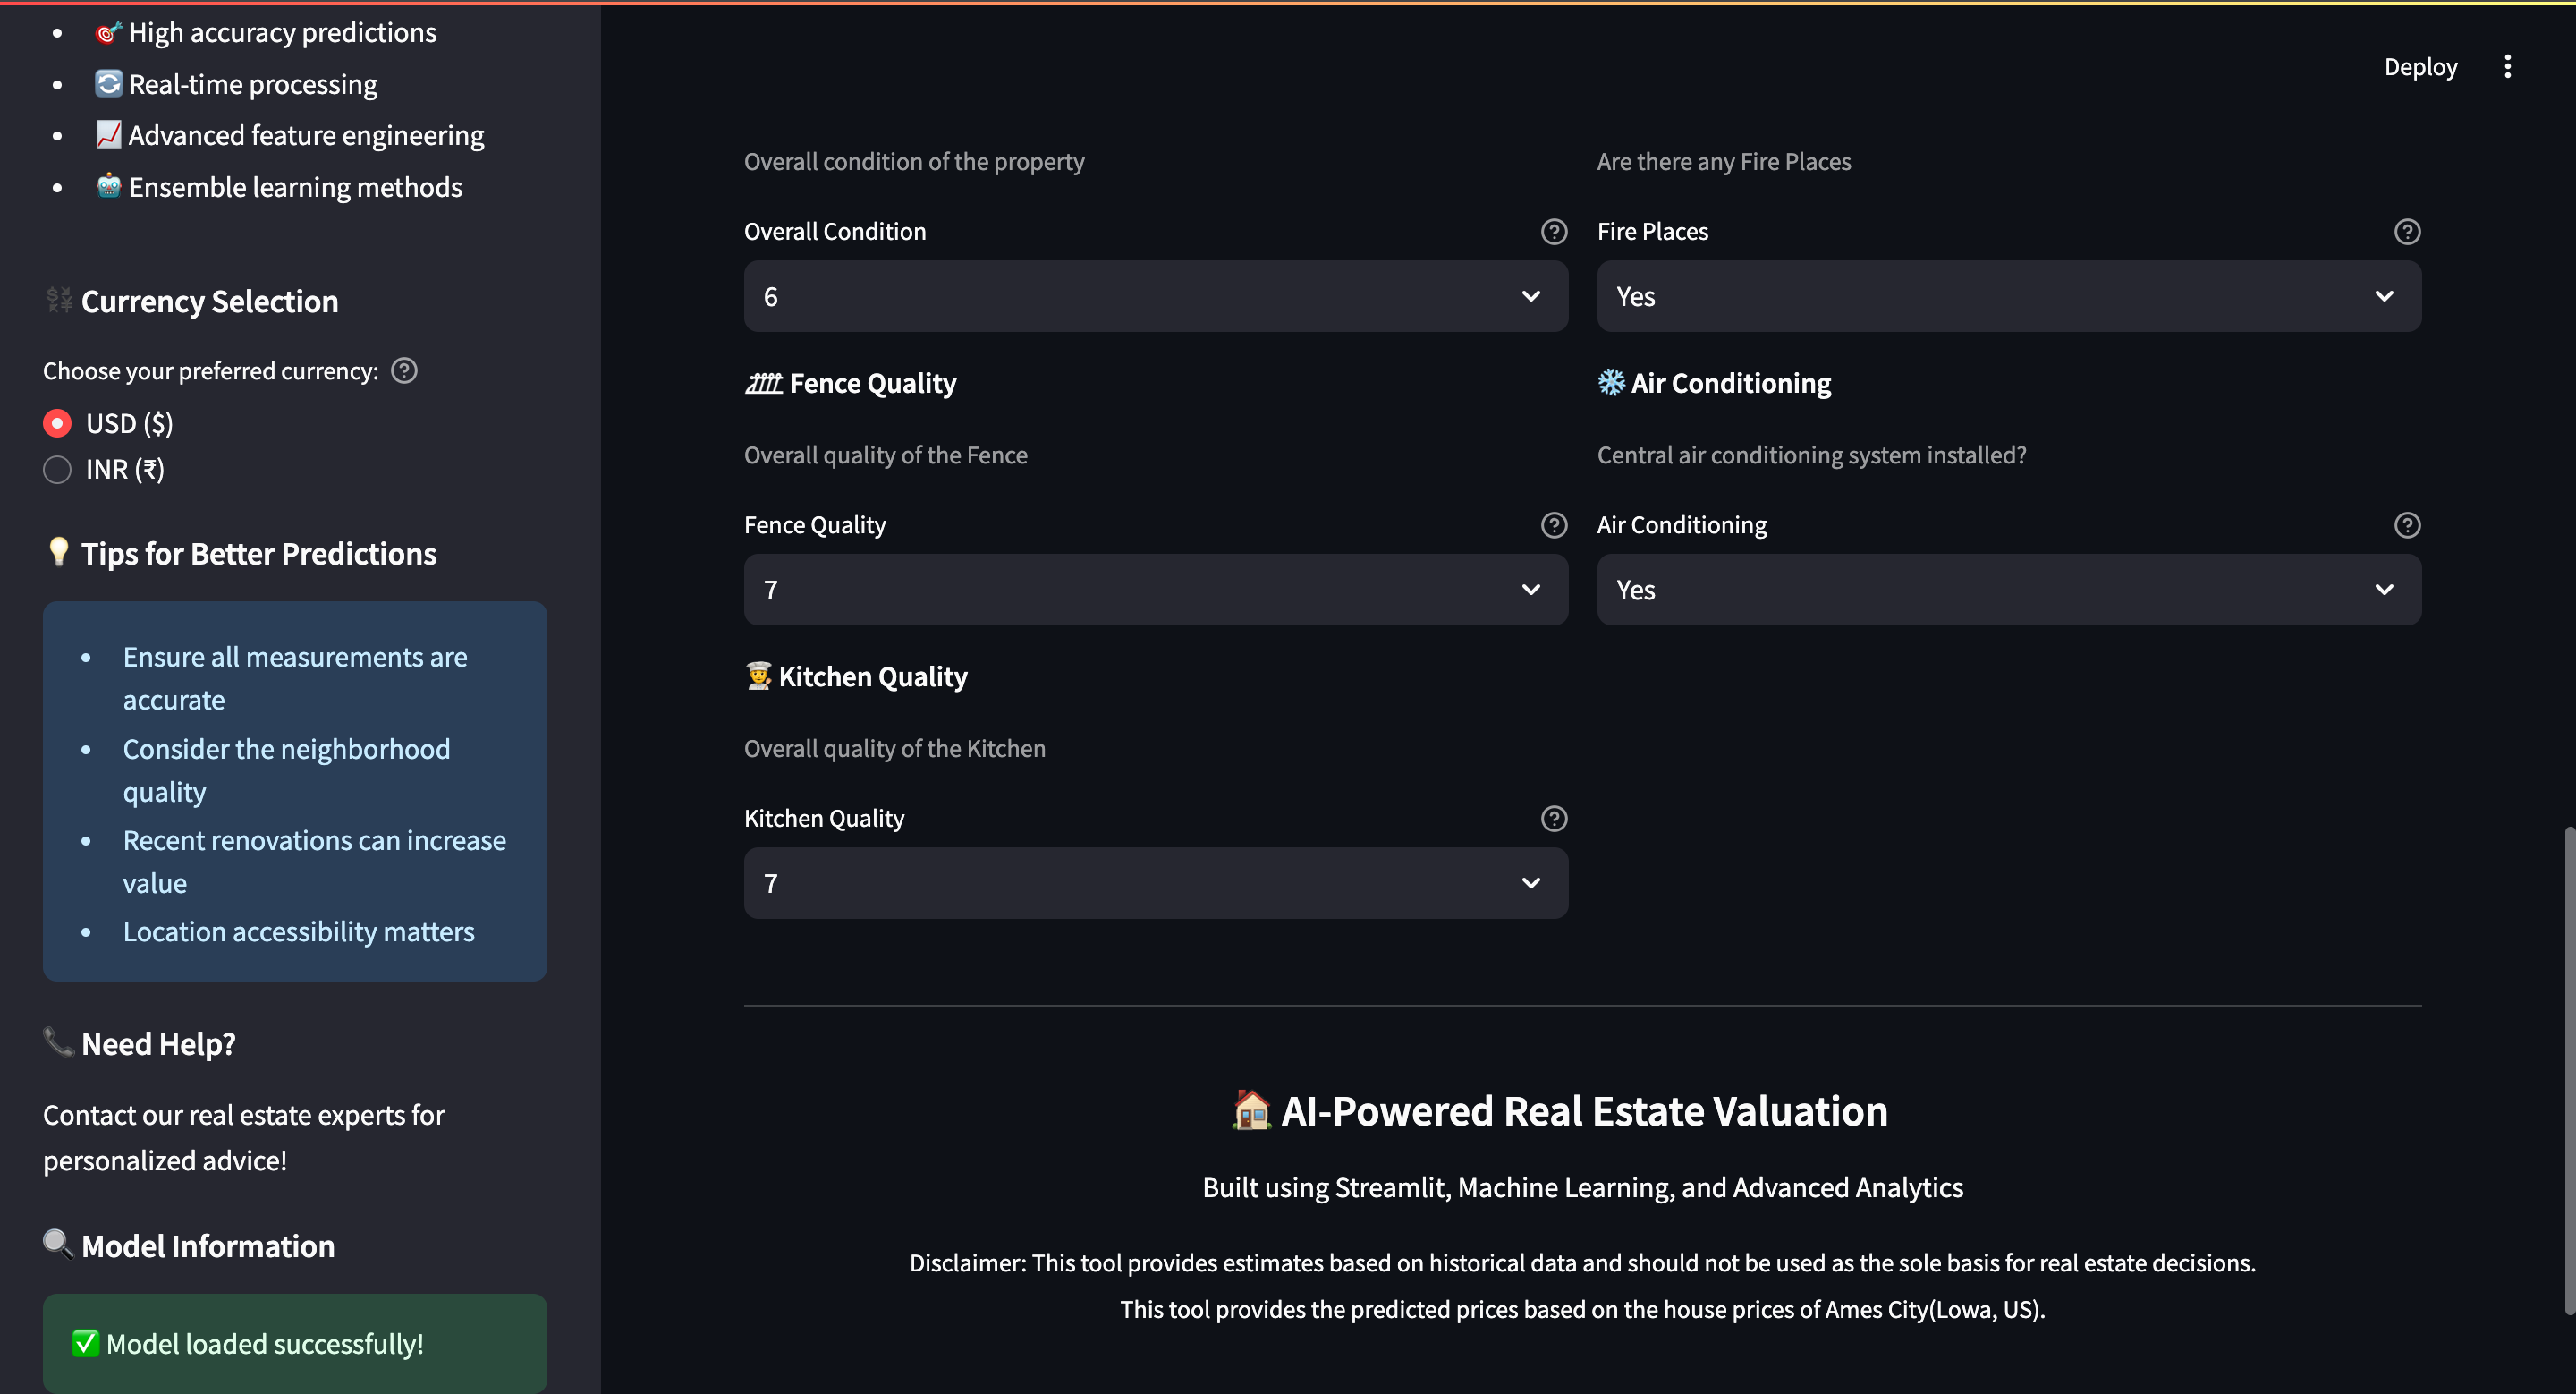 High accuracy predictions
Real-time processing
Advanced feature engineering
Ensemble learning methods
Currency Selection
Choose your preferred currency:
USD ($)
INR (₹)
Tips for Better Predictions
Ensure all measurements are
accurate
Consider the neighborhood
quality
Recent renovations can increase
value
Location accessibility matters
Need Help?
Contact our real estate experts for
personalized advice!
Model Information
Model loaded successfully!
Deploy
Overall condition of the property
Overall Condition
6
Fence Quality
Overall quality of the Fence
Fence Quality
7
Kitchen Quality
Overall quality of the Kitchen
Kitchen Quality
7
Are there any Fire Places
Fire Places
Yes
Air Conditioning
Central air conditioning system installed?
Air Conditioning
Yes
AI-Powered Real Estate Valuation
Built using Streamlit, Machine Learning, and Advanced Analytics
Disclaimer: This tool provides estimates based on historical data and should not be used as the sole basis for real estate decisions.
This tool provides the predicted prices based on the house prices of Ames City(Lowa, US).